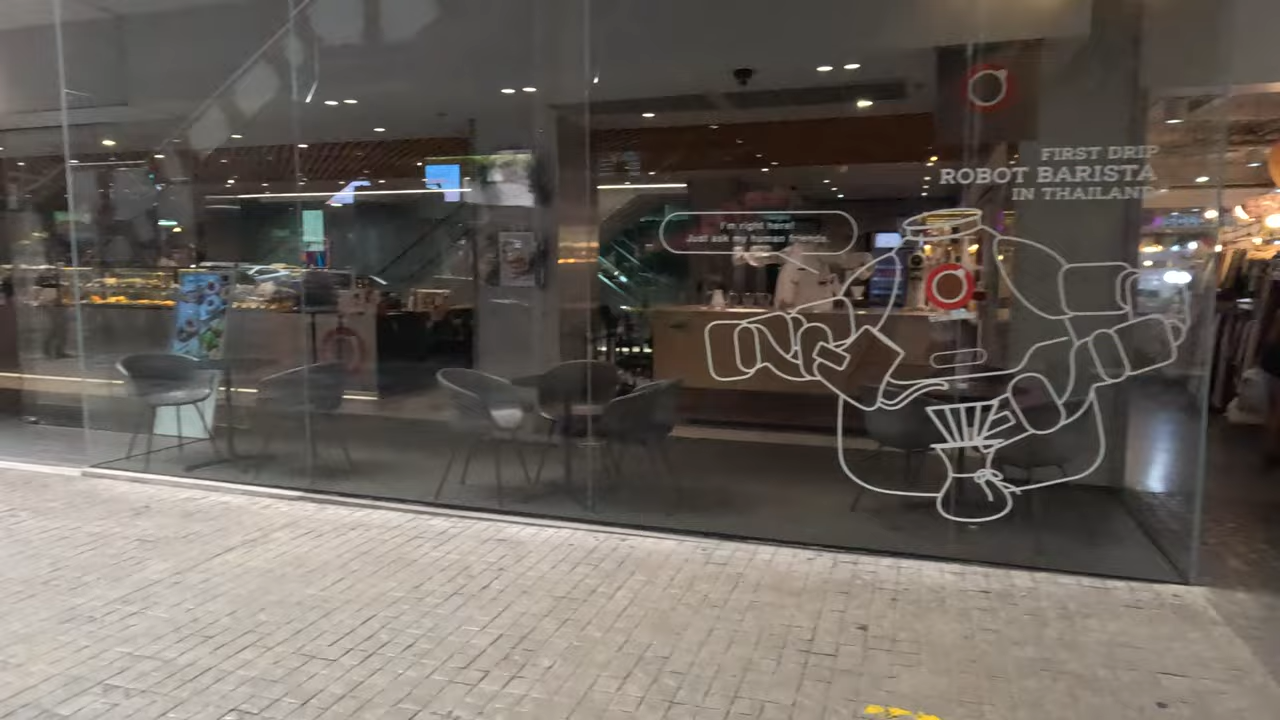 FIRST DRIP
ROBOT BARISTA
IN THAILAND
I'm right here!
Just ask my human friends.